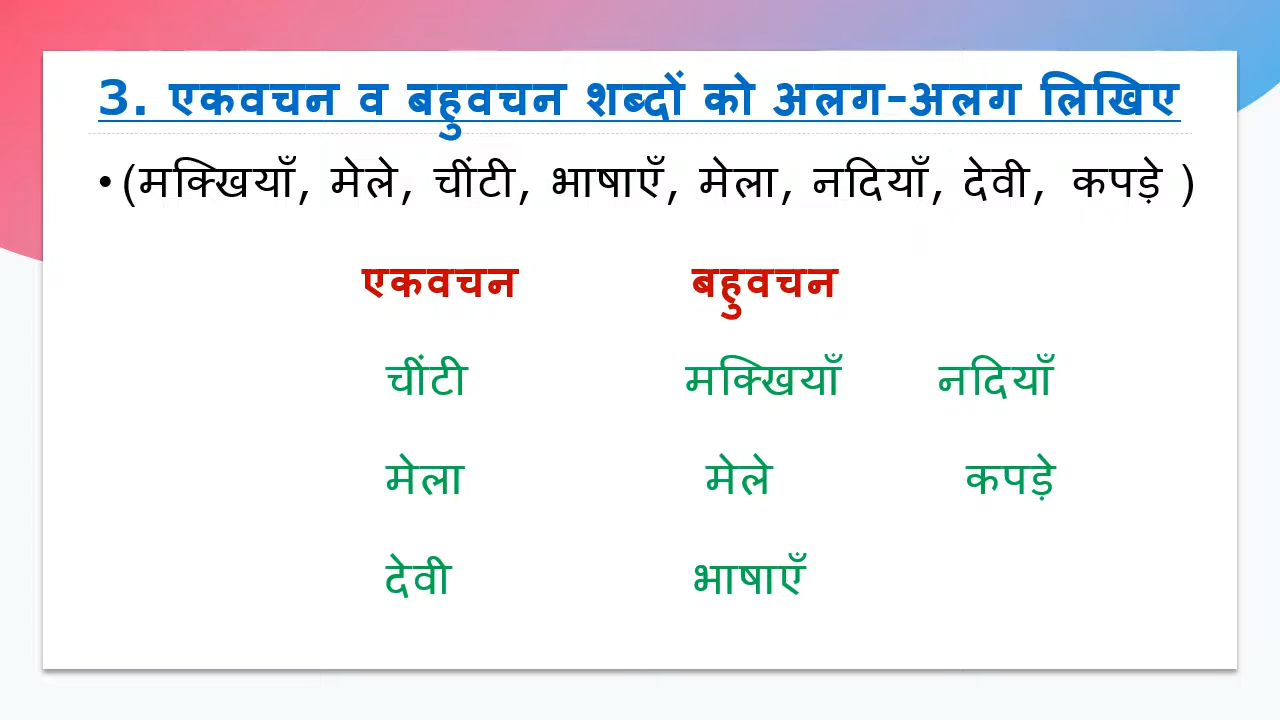 3. एकवचन व बहुवचन शब्दों को अलग-अलग लिखिए
• (मक्खियाँ, मेले, चींटी, भाषाएँ, मेला, नदियाँ, देवी, कपड़े )
एकवचन बहुवचन
चींटी मक्खियाँ नदियाँ
मेला मेले कपड़े
देवी भाषाएँ